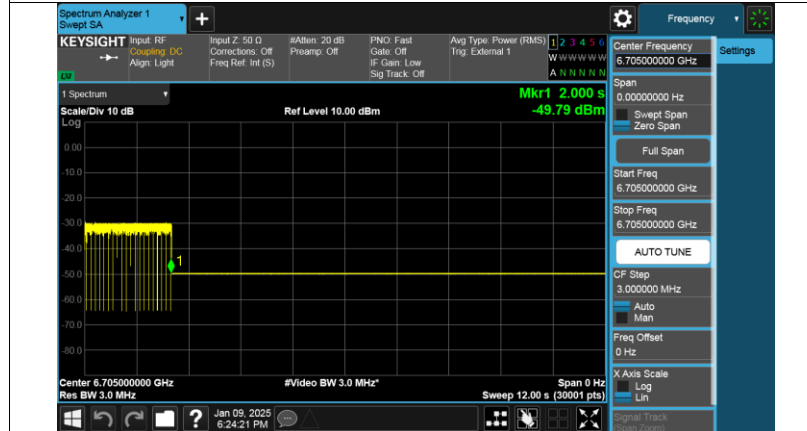 Spectrum Analyzer 1
Swept SA
Frequency
KEYSIGHT
Input: RF
Coupling: DC
Align: Light
Input Z: 50 Ω
Corrections: Off
Freq Ref: Int (S)
#Atten: 20 dB
Preamp: Off
PNO: Fast
Gate: Off
IF Gain: Low
Sig Track: Off
Avg Type: Power (RMS)
Trig: External 1
1 2 3 4 5 6
W W W W W W
A N N N N N
LXI
1 Spectrum
Mkr1 2.000 s
-49.79 dBm
Scale/Div 10 dB
Ref Level 10.00 dBm
Log
0.00
-10.0
-20.0
-30.0
-40.0
-50.0
-60.0
-70.0
-80.0
1
Center 6.705000000 GHz
#Video BW 3.0 MHz*
Span 0 Hz
Res BW 3.0 MHz
Sweep 12.00 s (30001 pts)
Jan 09, 2025
6:24:21 PM
Center Frequency
6.705000000 GHz
Settings
Span
0.00000000 Hz
Swept Span
Zero Span
Full Span
Start Freq
6.705000000 GHz
Stop Freq
6.705000000 GHz
AUTO TUNE
CF Step
3.000000 MHz
Auto
Man
Freq Offset
0 Hz
X Axis Scale
Log
Lin
Signal Track
(Span Zoom)